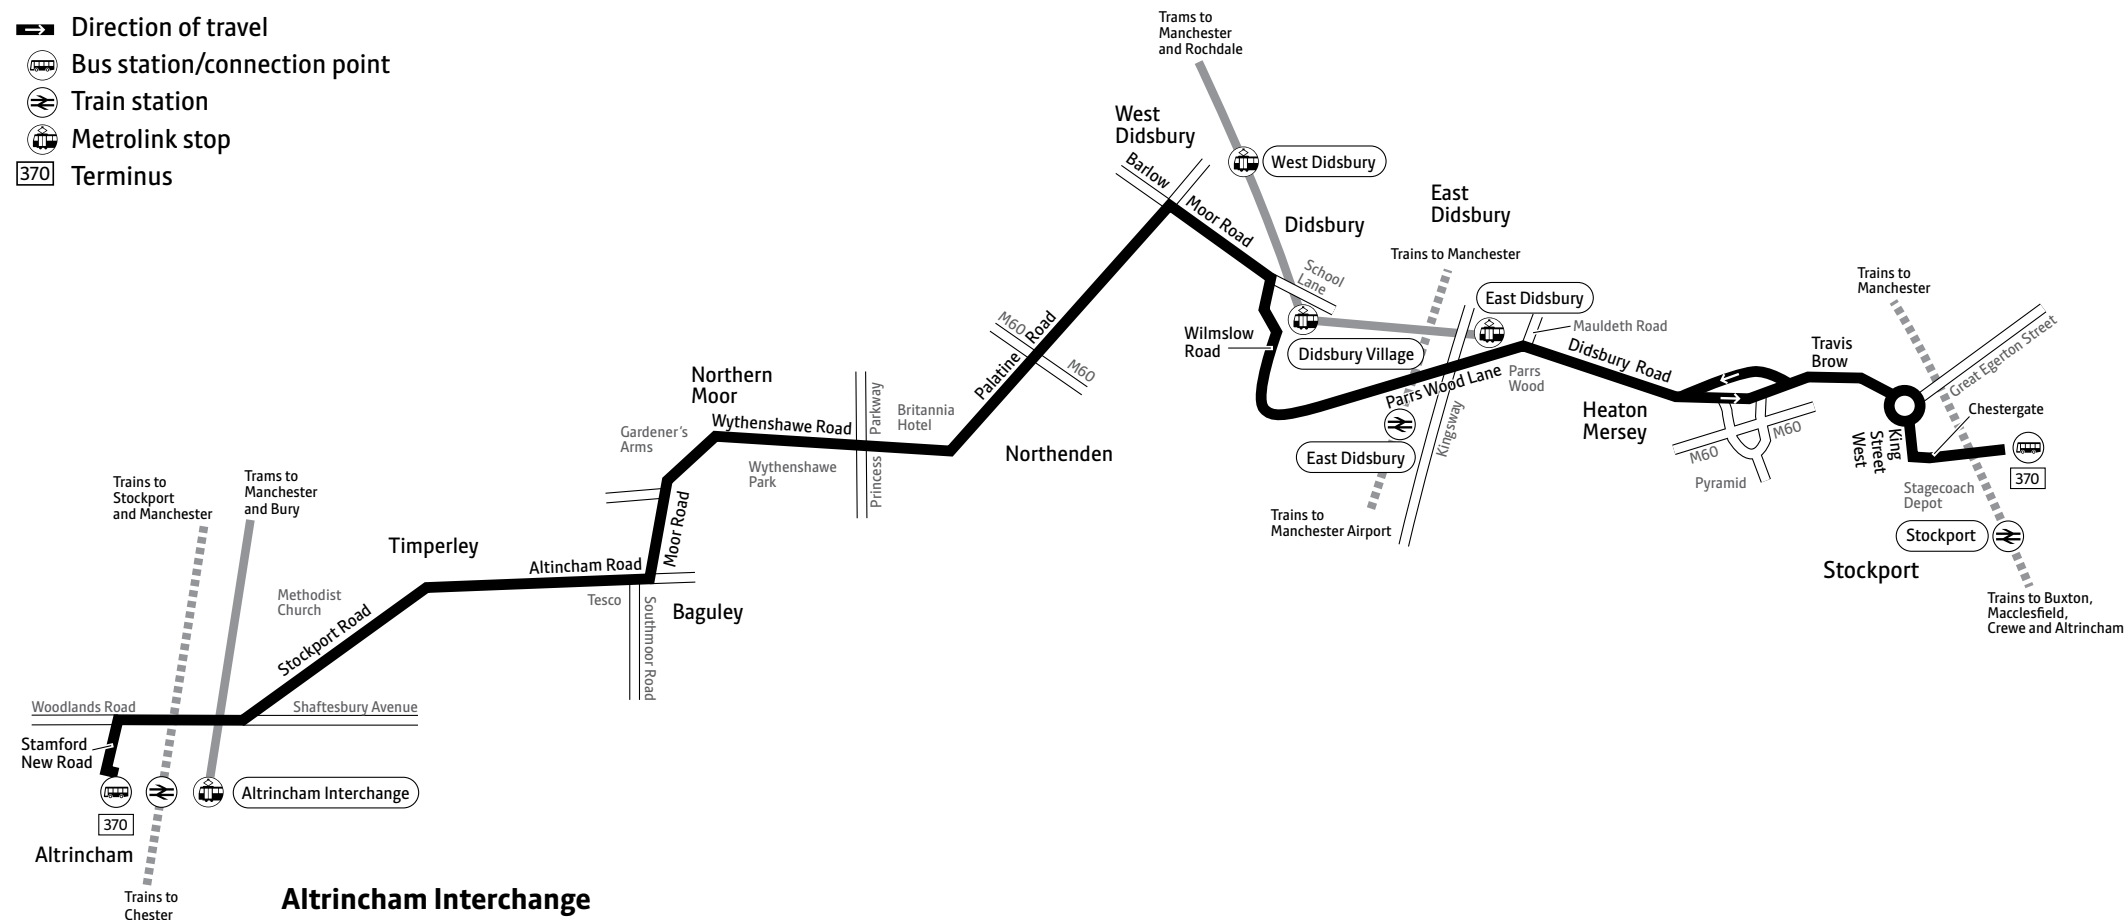 Direction of travel
Bus station/connection point
Train station
Metrolink stop
370 Terminus
Trams to
Manchester
and Rochdale
West
Didsbury
Barlow
Moor Road
West Didsbury
Didsbury
East
Didsbury
School
Lane
Trains to Manchester
East Didsbury
Mauldeth Road
Wilmslow
Road
Didsbury Village
Parrs Wood Lane
Parrs
Wood
Didsbury Road
Kingsway
East Didsbury
Trains to
Manchester Airport
Heaton
Mersey
M60
M60
Pyramid
Travis
Brow
Trains to
Manchester
Great Egerton Street
Chestergate
King
Street
West
370
Stagecoach
Depot
Stockport
Stockport
Trains to Buxton,
Macclesfield,
Crewe and Altrincham
M60
M60
Palatine Road
Northern
Moor
Gardener's
Arms
Wythenshawe Road
Wythenshawe
Park
Princess Parkway
Britannia
Hotel
Northenden
Moor Road
Trains to
Stockport
and Manchester
Trams to
Manchester
and Bury
Timperley
Altincham Road
Tesco
Southmoor Road
Baguley
Methodist
Church
Stockport Road
Woodlands Road
Shaftesbury Avenue
Stamford
New Road
Altrincham Interchange
370
Altrincham
Trains to
Chester
Altrincham Interchange